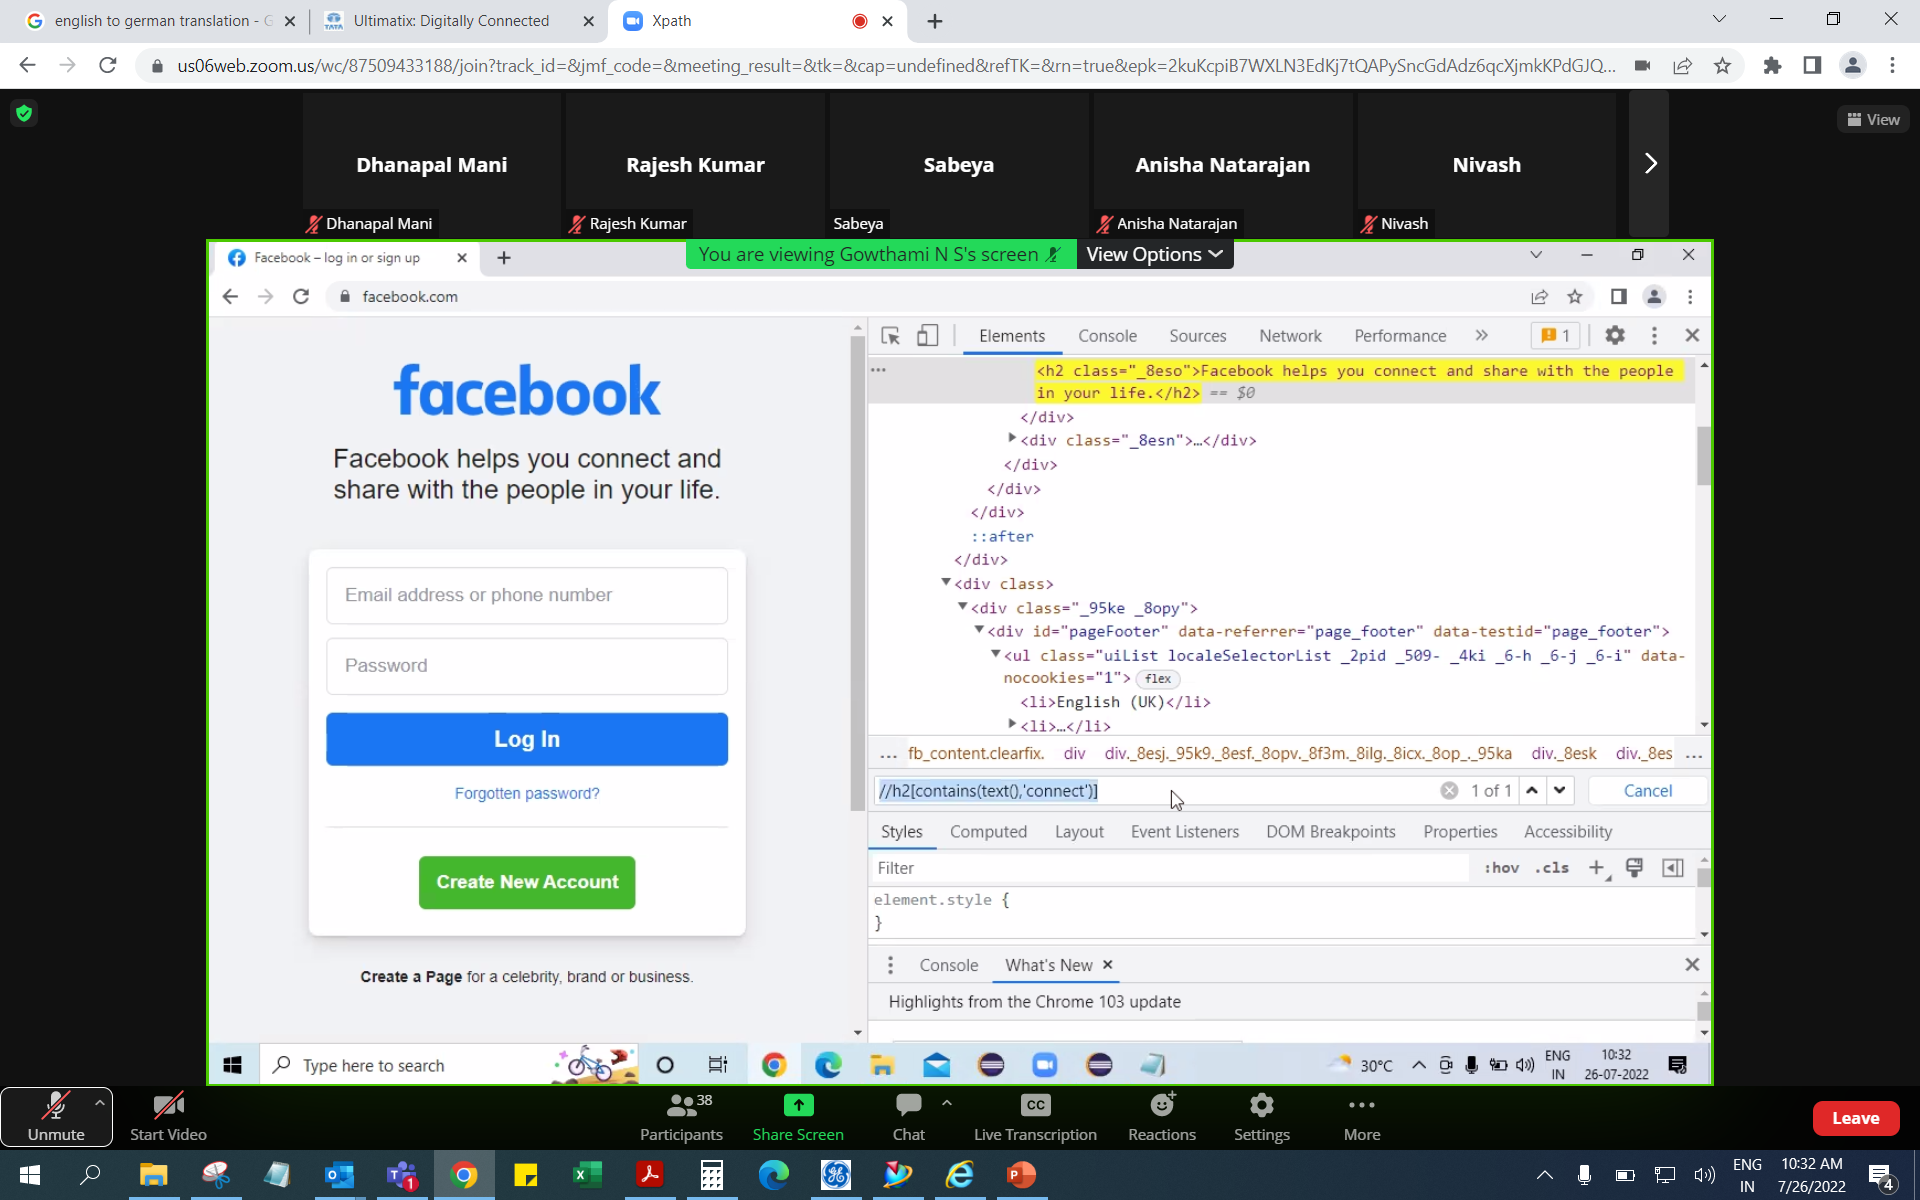 english to german translation - G
Ultimatix: Digitally Connected
Xpath
us06web.zoom.us/wc/87509433188/join?track_id=&jmf_code=&meeting_result=&tk=&cap=undefined&refTK=&rn=true&epk=2kuKcpiB7WXLN3EdKj7tQAPySncGdAdz6qcXjmkKPdGJQ...
View
Dhanapal Mani
Rajesh Kumar
Sabeya
Anisha Natarajan
Nivash
Dhanapal Mani
Rajesh Kumar
Sabeya
Anisha Natarajan
Nivash
Facebook – log in or sign up
You are viewing Gowthami N S's screen
View Options
facebook.com
facebook
Facebook helps you connect and
share with the people in your life.
Email address or phone number
Password
Log In
Forgotten password?
Create New Account
Create a Page for a celebrity, brand or business.
Elements Console Sources Network Performance » 1
<h2 class="_8eso">Facebook helps you connect and share with the people
in your life.</h2> == $0
</div>
<div class="_8esn">…</div>
</div>
</div>
</div>
::after
</div>
<div class>
<div class="_95ke _8opy">
<div id="pageFooter" data-referrer="page_footer" data-testid="page_footer">
<ul class="uiList localeSelectorList _2pid _509- _4ki _6-h _6-j _6-i" data-
nocookies="1"> flex
<li>English (UK)</li>
<li>…</li>
... fb_content.clearfix. div div._8esj._95k9._8esf._8opv._8f3m._8ilg._8icx._8op_._95ka div._8esk div._8es ...
//h2[contains(text(),'connect')]
1 of 1
Cancel
Styles Computed Layout Event Listeners DOM Breakpoints Properties Accessibility
Filter
:hov .cls
element.style {
}
Console What's New
Highlights from the Chrome 103 update
Type here to search
30°C
ENG
IN
10:32
26-07-2022
Unmute
Start Video
38
Participants
Share Screen
Chat
CC
Live Transcription
Reactions
Settings
More
Leave
1
ENG
IN
10:32 AM
7/26/2022
4